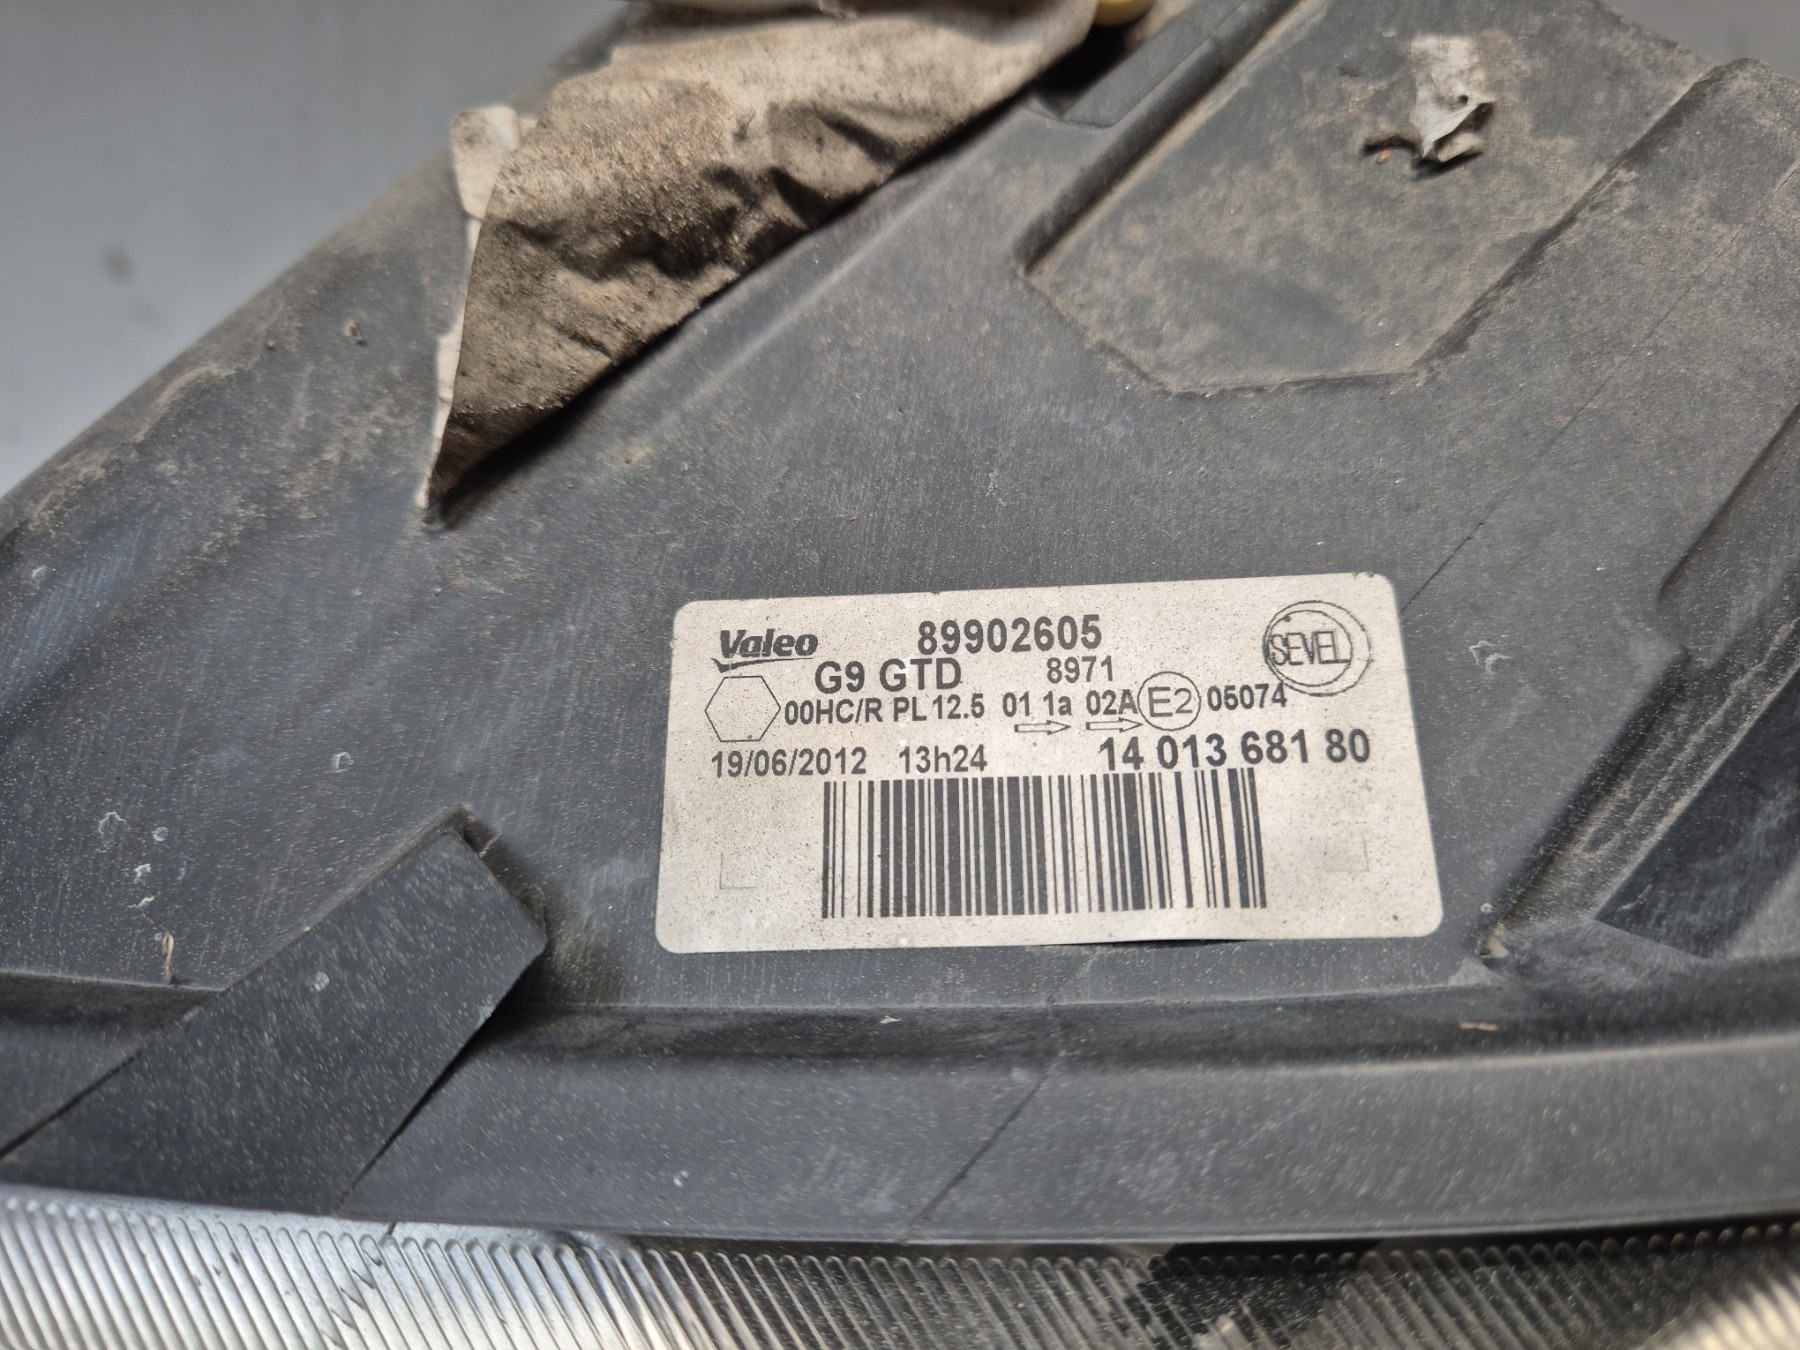 Valeo 89902605 SEVEL
G9 GTD 8971
00HC/R PL 12.5 01 1a 02A E2 05074
19/06/2012 13h24 14 013 681 80